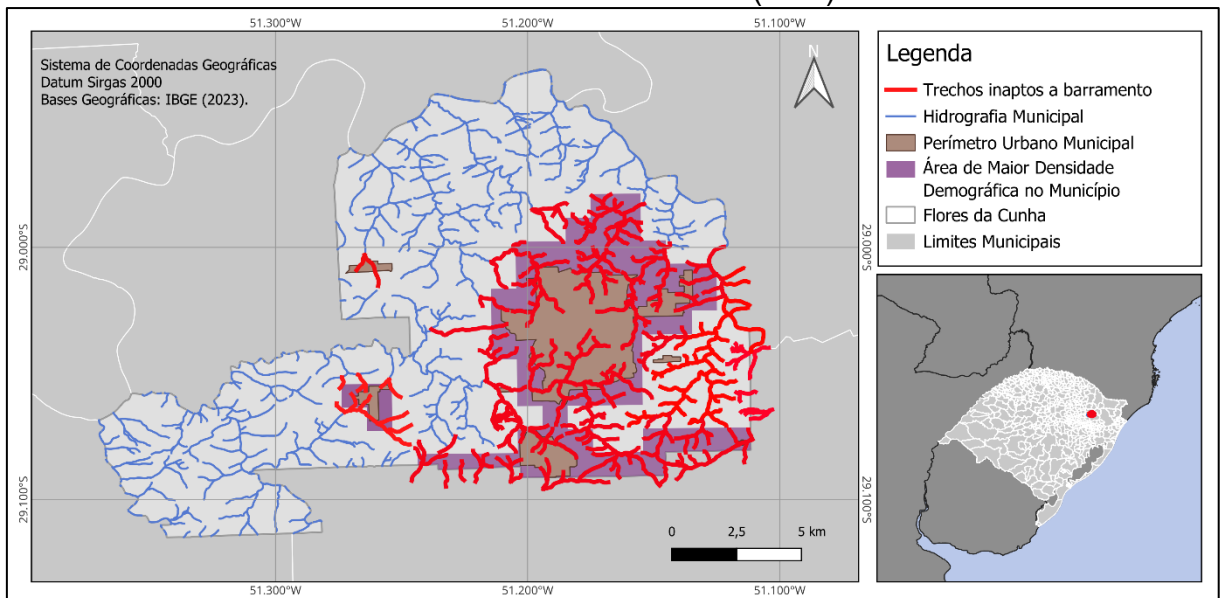 51.300°W 51.200°W 51.100°W
Sistema de Coordenadas Geográficas
Datum Sirgas 2000
Bases Geográficas: IBGE (2023).
N
29.000°S
29.000°S
29.100°S
29.100°S
0 2,5 5 km
51.300°W 51.200°W 51.100°W
Legenda
Trechos inaptos a barramento
Hidrografia Municipal
Perímetro Urbano Municipal
Área de Maior Densidade
Demográfica no Município
Flores da Cunha
Limites Municipais